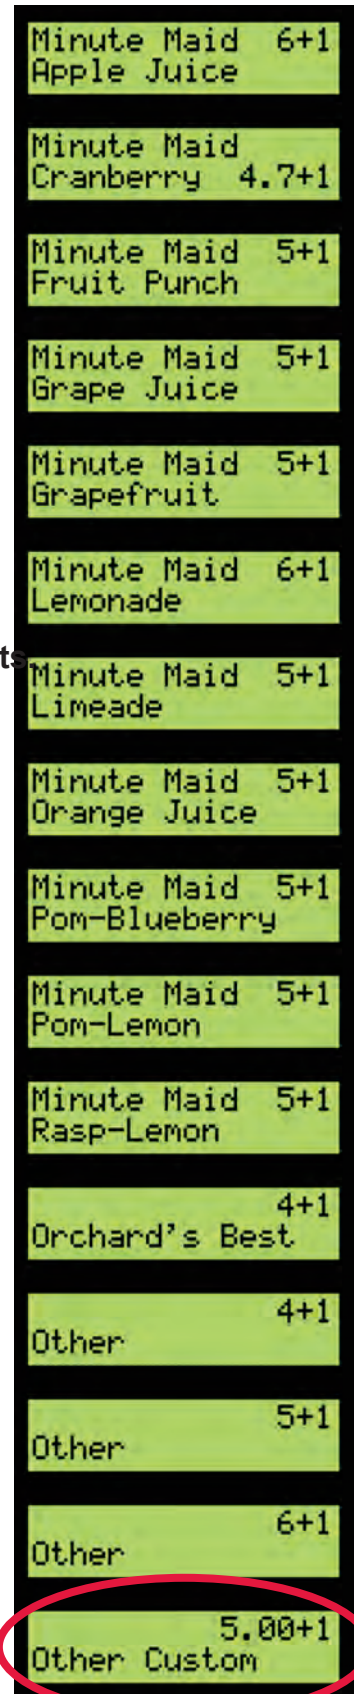 Minute Maid 6+1
Apple Juice
Minute Maid
Cranberry 4.7+1
Minute Maid 5+1
Fruit Punch
Minute Maid 5+1
Grape Juice
Minute Maid 5+1
Grapefruit
Minute Maid 6+1
Lemonade
ts
Minute Maid 5+1
Limeade
Minute Maid 5+1
Orange Juice
Minute Maid 5+1
Pom-Blueberry
Minute Maid 5+1
Pom-Lemon
Minute Maid 5+1
Rasp-Lemon
4+1
Orchard's Best
4+1
Other
5+1
Other
6+1
Other
5.00+1
Other Custom